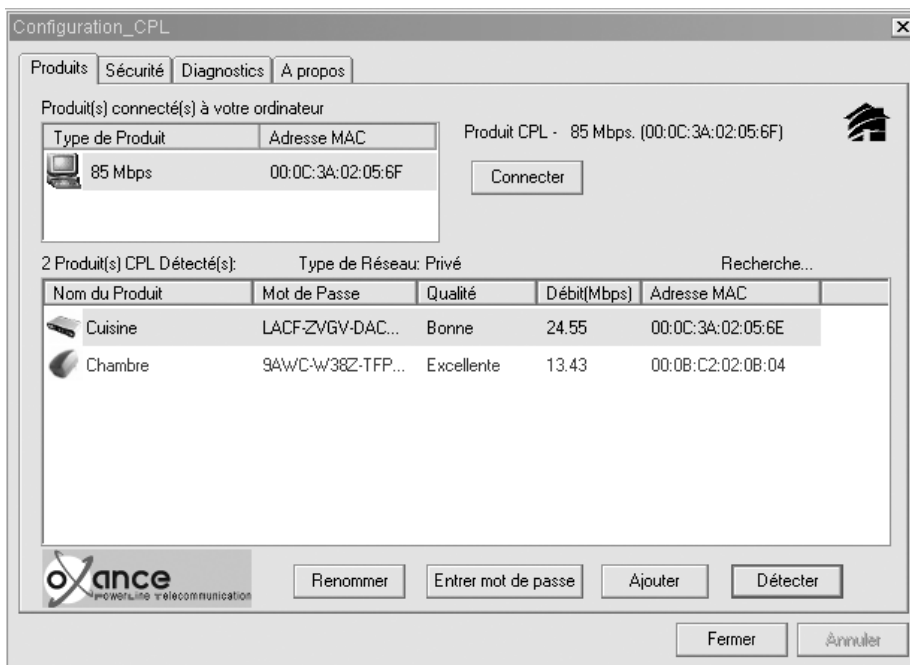 Configuration_CPL
Produits Sécurité Diagnostics A propos
Produit(s) connecté(s) à votre ordinateur
Type de Produit Adresse MAC
85 Mbps 00:0C:3A:02:05:6F
Produit CPL - 85 Mbps. (00:0C:3A:02:05:6F)
Connecter
2 Produit(s) CPL Détecté(s): Type de Réseau: Privé Recherche...
Nom du Produit Mot de Passe Qualité Débit(Mbps) Adresse MAC
Cuisine LACF-ZVGV-DAC... Bonne 24.55 00:0C:3A:02:05:6E
Chambre 9AWC-W38Z-TFP... Excellente 13.43 00:0B:C2:02:0B:04
oxance
PowerLine Telecommunication
Renommer Entrer mot de passe Ajouter Détecter
Fermer Annuler